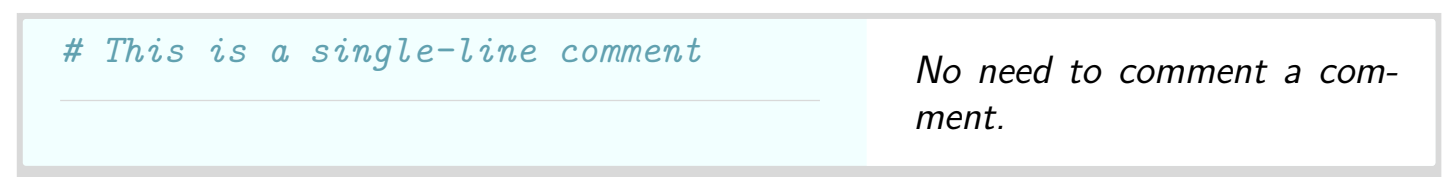 # This is a single-line comment
No need to comment a com-
ment.